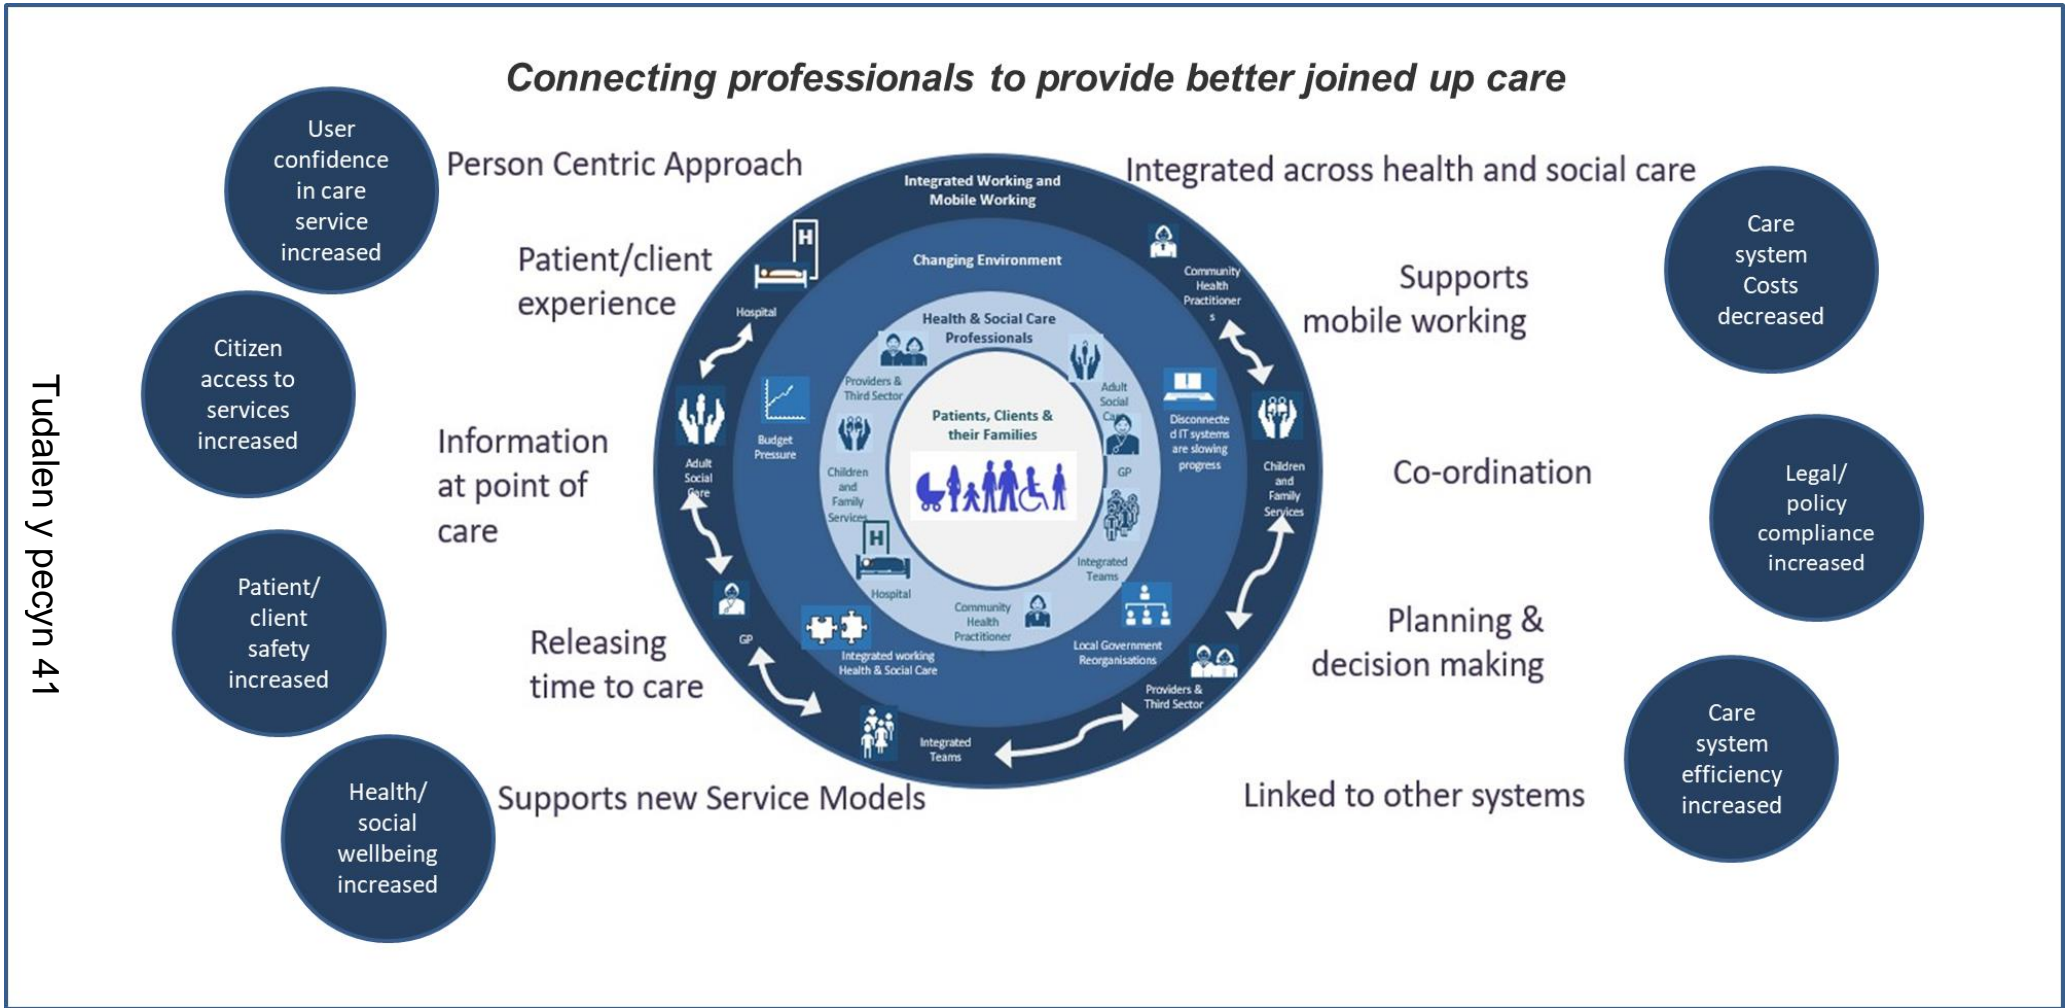 Connecting professionals to provide better joined up care
User
confidence
in care
service
increased
Citizen
access to
services
increased
Patient/
client
safety
increased
Health/
social
wellbeing
increased
Person Centric Approach
Patient/client
experience
Information
at point of
care
Releasing
time to care
Supports new Service Models
Integrated Working and
Mobile Working
Hospital
Adult
Social
Care
GP
Integrated
Teams
Providers &
Third Sector
Children
and
Family
Services
Community
Health
Practitioner
s
Changing Environment
Budget
Pressure
Integrated working
Health & Social Care
Local Government
Reorganisations
Disconnecte
d IT systems
are slowing
progress
Health & Social Care
Professionals
Providers &
Third Sector
Children
and
Family
Services
H
Hospital
Community
Health
Practitioner
Integrated
Teams
GP
Adult
Social
Care
Patients, Clients &
their Families
H
Integrated across health and social care
Supports
mobile working
Co-ordination
Planning &
decision making
Linked to other systems
Care
system
Costs
decreased
Legal/
policy
compliance
increased
Care
system
efficiency
increased
Tudalen y pecyn 41